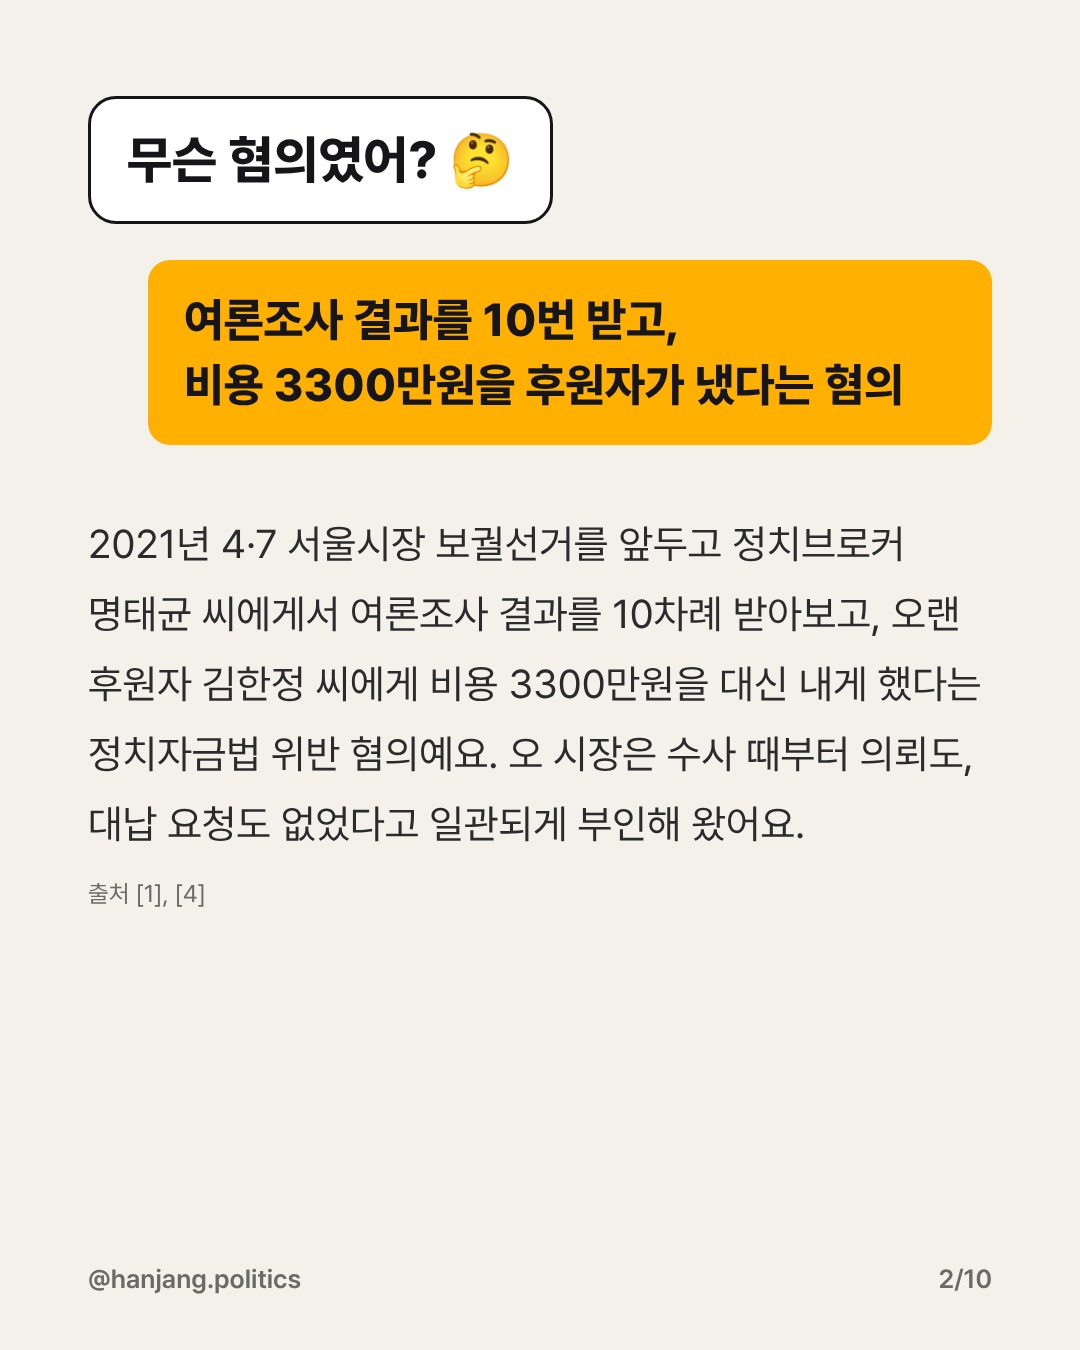 무슨 혐의였어? 🤔
여론조사 결과를 10번 받고,
비용 3300만원을 후원자가 냈다는 혐의
2021년 4·7 서울시장 보궐선거를 앞두고 정치브로커
명태균 씨에게서 여론조사 결과를 10차례 받아보고, 오랜
후원자 김한정 씨에게 비용 3300만원을 대신 내게 했다는
정치자금법 위반 혐의예요. 오 시장은 수사 때부터 의뢰도,
대납 요청도 없었다고 일관되게 부인해 왔어요.
출처 [1], [4]
@hanjang.politics
2/10